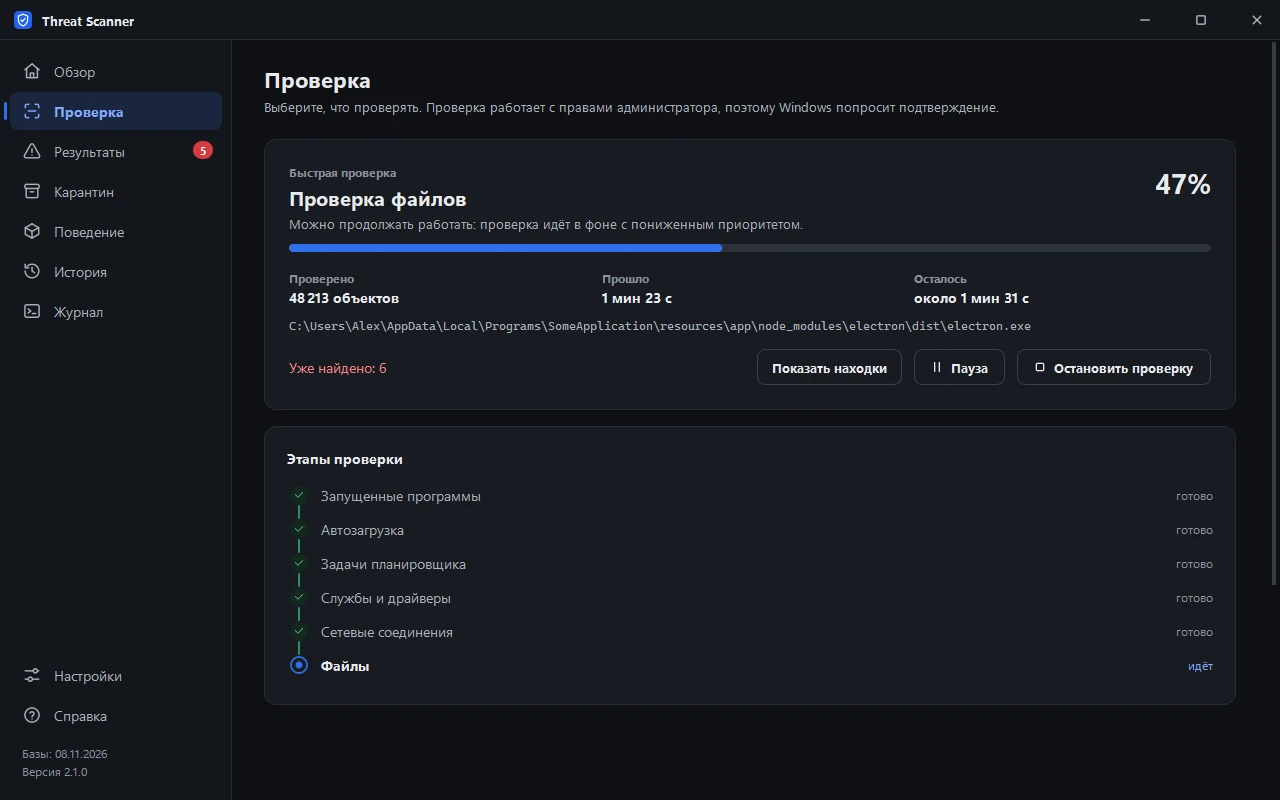 Threat Scanner
Обзор
Проверка
Результаты 5
Карантин
Поведение
История
Журнал
Настройки
Справка
Базы: 08.11.2026
Версия 2.1.0
Проверка
Выберите, что проверять. Проверка работает с правами администратора, поэтому Windows попросит подтверждение.
Быстрая проверка
Проверка файлов
47%
Можно продолжать работать: проверка идёт в фоне с пониженным приоритетом.
Проверено Прошло Осталось
48 213 объектов 1 мин 23 с около 1 мин 31 с
C:\Users\Alex\AppData\Local\Programs\SomeApplication\resources\app\node_modules\electron\dist\electron.exe
Уже найдено: 6 Показать находки Пауза Остановить проверку
Этапы проверки
Запущенные программы готово
Автозагрузка готово
Задачи планировщика готово
Службы и драйверы готово
Сетевые соединения готово
Файлы идёт